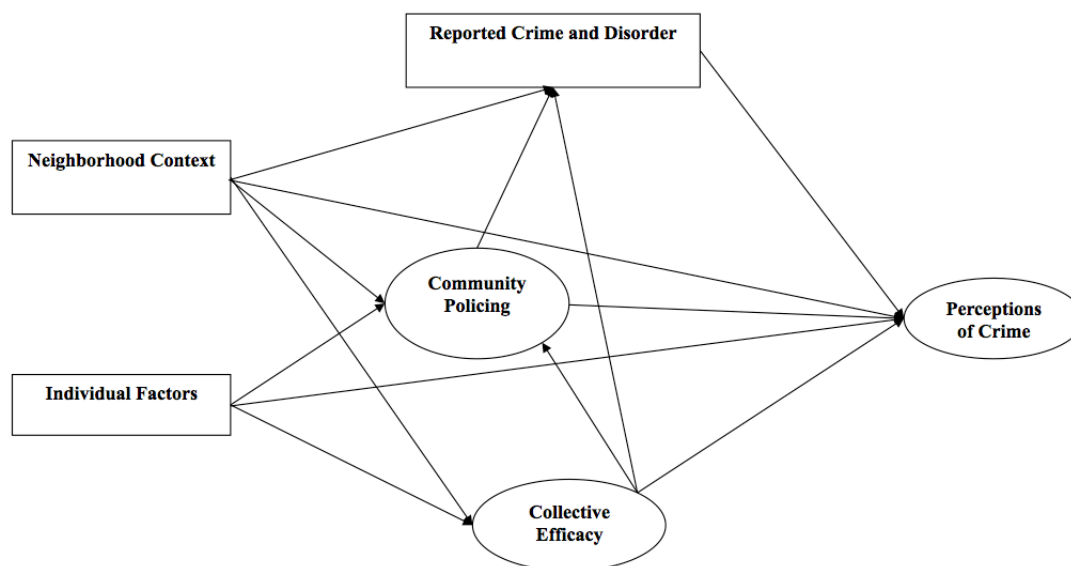 Reported Crime and Disorder
Neighborhood Context
Community
Policing
Perceptions
of Crime
Individual Factors
Collective
Efficacy